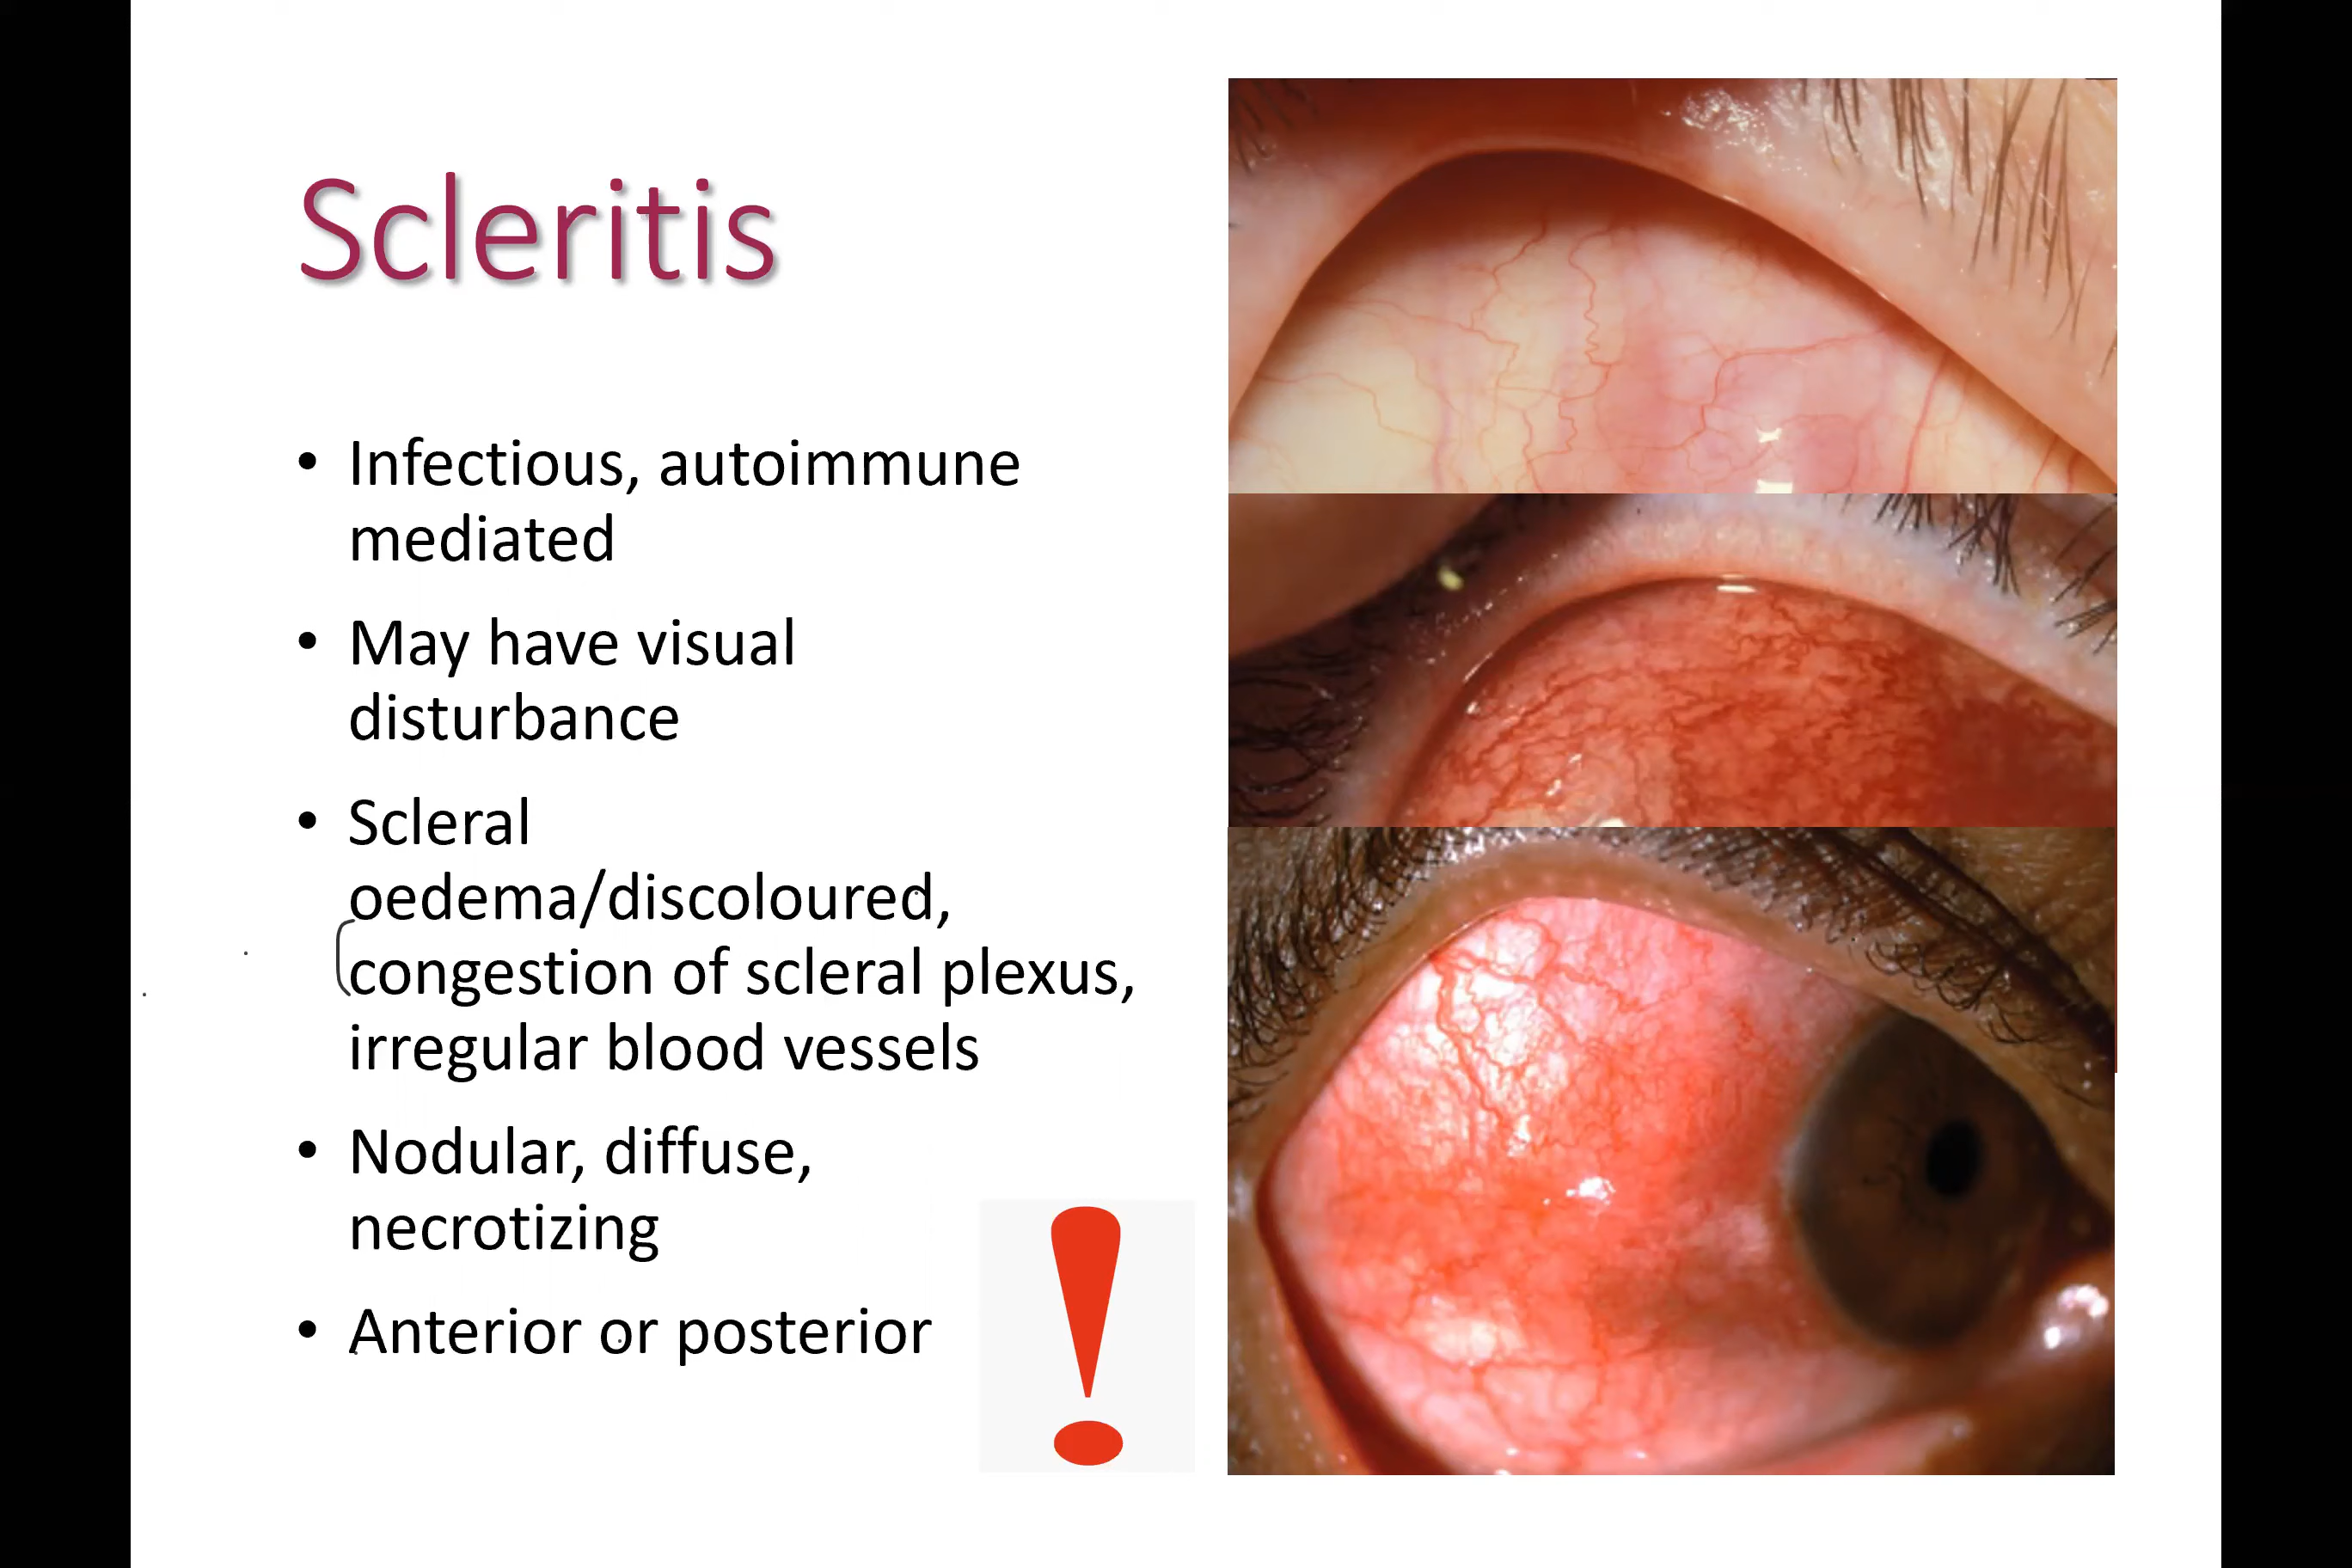 Scleritis
• Infectious, autoimmune
mediated
• May have visual
disturbance
• Scleral
oedema/discoloured,
congestion of scleral plexus,
irregular blood vessels
• Nodular, diffuse,
necrotizing
• Anterior or posterior
!